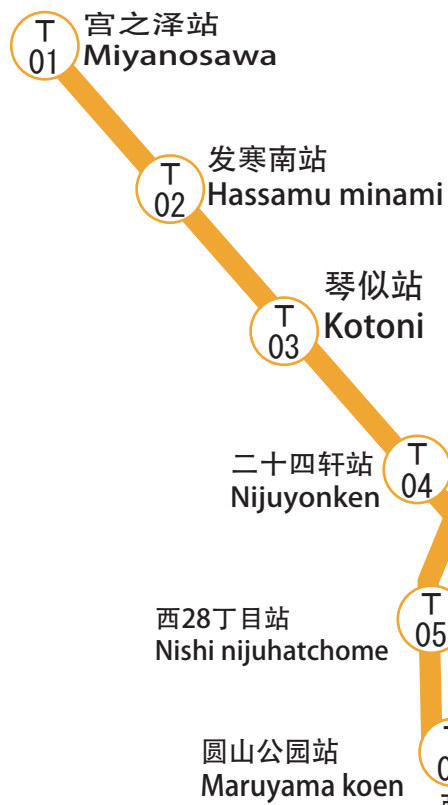 T
01
宫之泽站
Miyanosawa
T
02
发寒南站
Hassamu minami
T
03
琴似站
Kotoni
T
04
二十四轩站
Nijuyonken
T
05
西28丁目站
Nishi nijuhatchome
圆山公园站
Maruyama koen